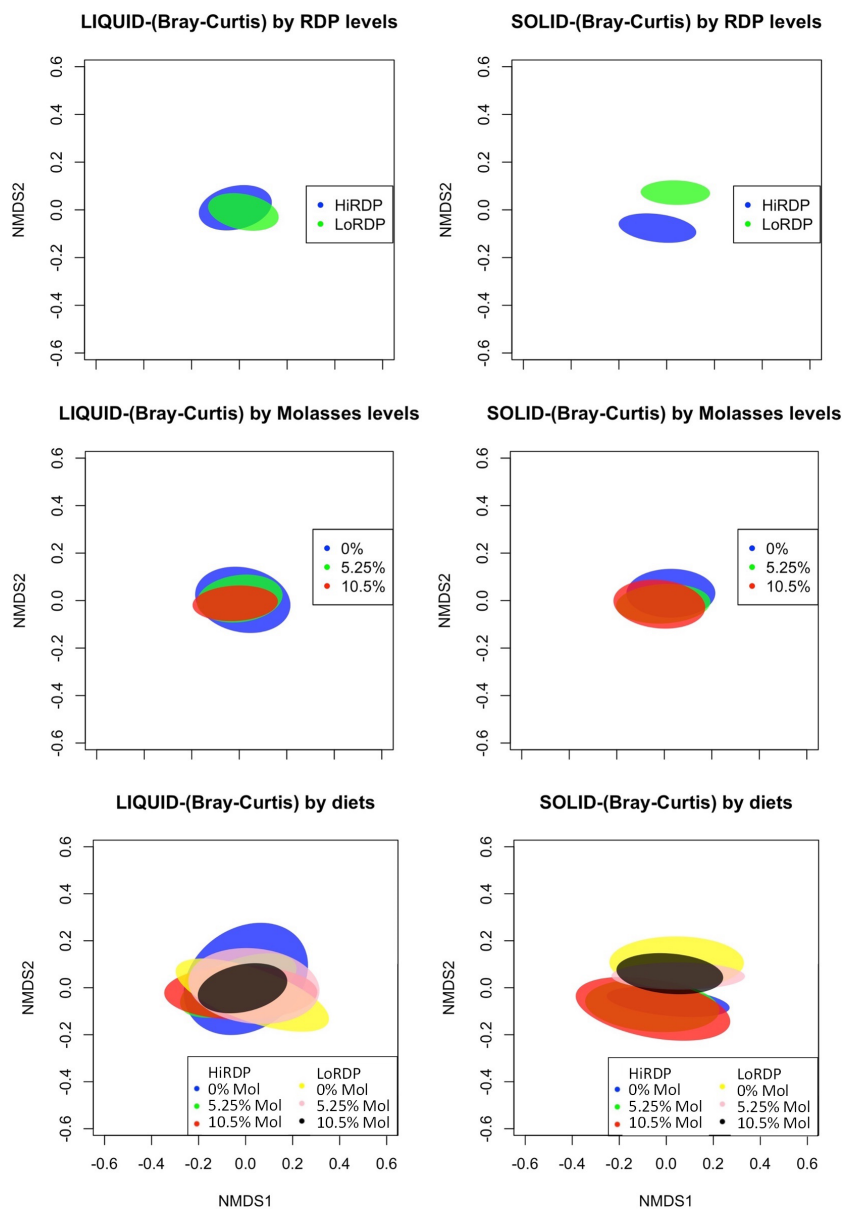 LIQUID-(Bray-Curtis) by RDP levels
NMDS2
0.6
0.4
0.2
0.0
-0.2
-0.4
-0.6
HiRDP
LoRDP
SOLID-(Bray-Curtis) by RDP levels
NMDS2
0.6
0.4
0.2
0.0
-0.2
-0.4
-0.6
HiRDP
LoRDP
LIQUID-(Bray-Curtis) by Molasses levels
NMDS2
0.6
0.4
0.2
0.0
-0.2
-0.4
-0.6
0%
5.25%
10.5%
SOLID-(Bray-Curtis) by Molasses levels
NMDS2
0.6
0.4
0.2
0.0
-0.2
-0.4
-0.6
0%
5.25%
10.5%
LIQUID-(Bray-Curtis) by diets
NMDS2
0.6
0.4
0.2
0.0
-0.2
-0.4
-0.6
HiRDP LoRDP
0% Mol 0% Mol
5.25% Mol 5.25% Mol
10.5% Mol 10.5% Mol
-0.6 -0.4 -0.2 0.0 0.2 0.4 0.6
NMDS1
SOLID-(Bray-Curtis) by diets
NMDS2
0.6
0.4
0.2
0.0
-0.2
-0.4
-0.6
HiRDP LoRDP
0% Mol 0% Mol
5.25% Mol 5.25% Mol
10.5% Mol 10.5% Mol
-0.6 -0.4 -0.2 0.0 0.2 0.4 0.6
NMDS1